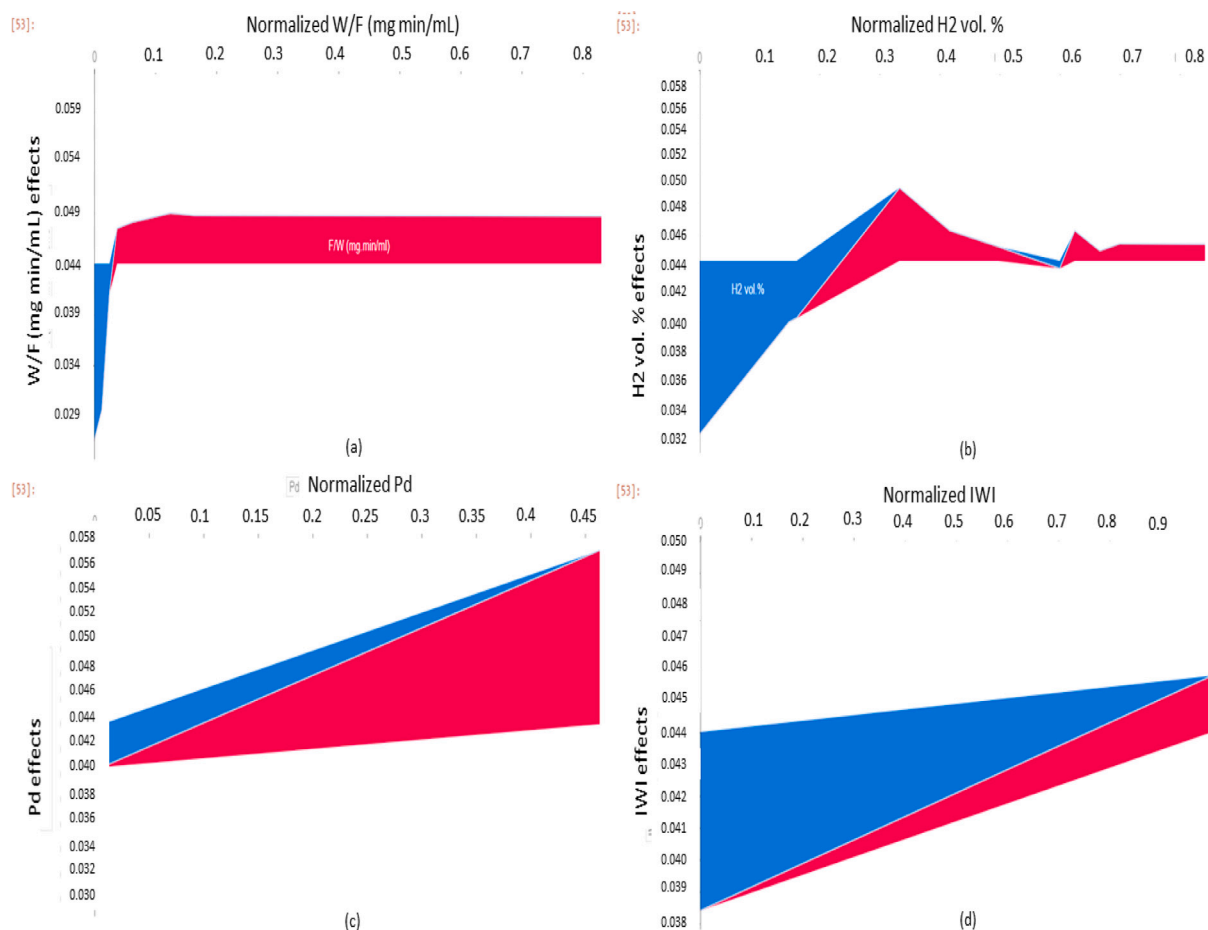 [53]:
Normalized W/F (mg min/mL)
0 0.1 0.2 0.3 0.4 0.5 0.6 0.7 0.8
W/F (mg min/mL) effects
0.059
0.054
0.049
0.044
0.039
0.034
0.029
F/W (mg.min/ml)
(a)
[53]:
Normalized H2 vol. %
0 0.1 0.2 0.3 0.4 0.5 0.6 0.7 0.8
H2 vol. % effects
0.058
0.056
0.054
0.052
0.050
0.048
0.046
0.044
0.042
0.040
0.038
0.036
0.034
0.032
H2 vol.%
(b)
[53]:
Pd Normalized Pd
0.05 0.1 0.15 0.2 0.25 0.3 0.35 0.4 0.45
Pd effects
0.058
0.056
0.054
0.052
0.050
0.048
0.046
0.044
0.042
0.040
0.038
0.036
0.034
0.032
0.030
(c)
[53]:
Normalized IWI
0 0.1 0.2 0.3 0.4 0.5 0.6 0.7 0.8 0.9
IWI effects
0.050
0.049
0.048
0.047
0.046
0.045
0.044
0.043
0.042
0.041
0.040
0.039
0.038
(d)